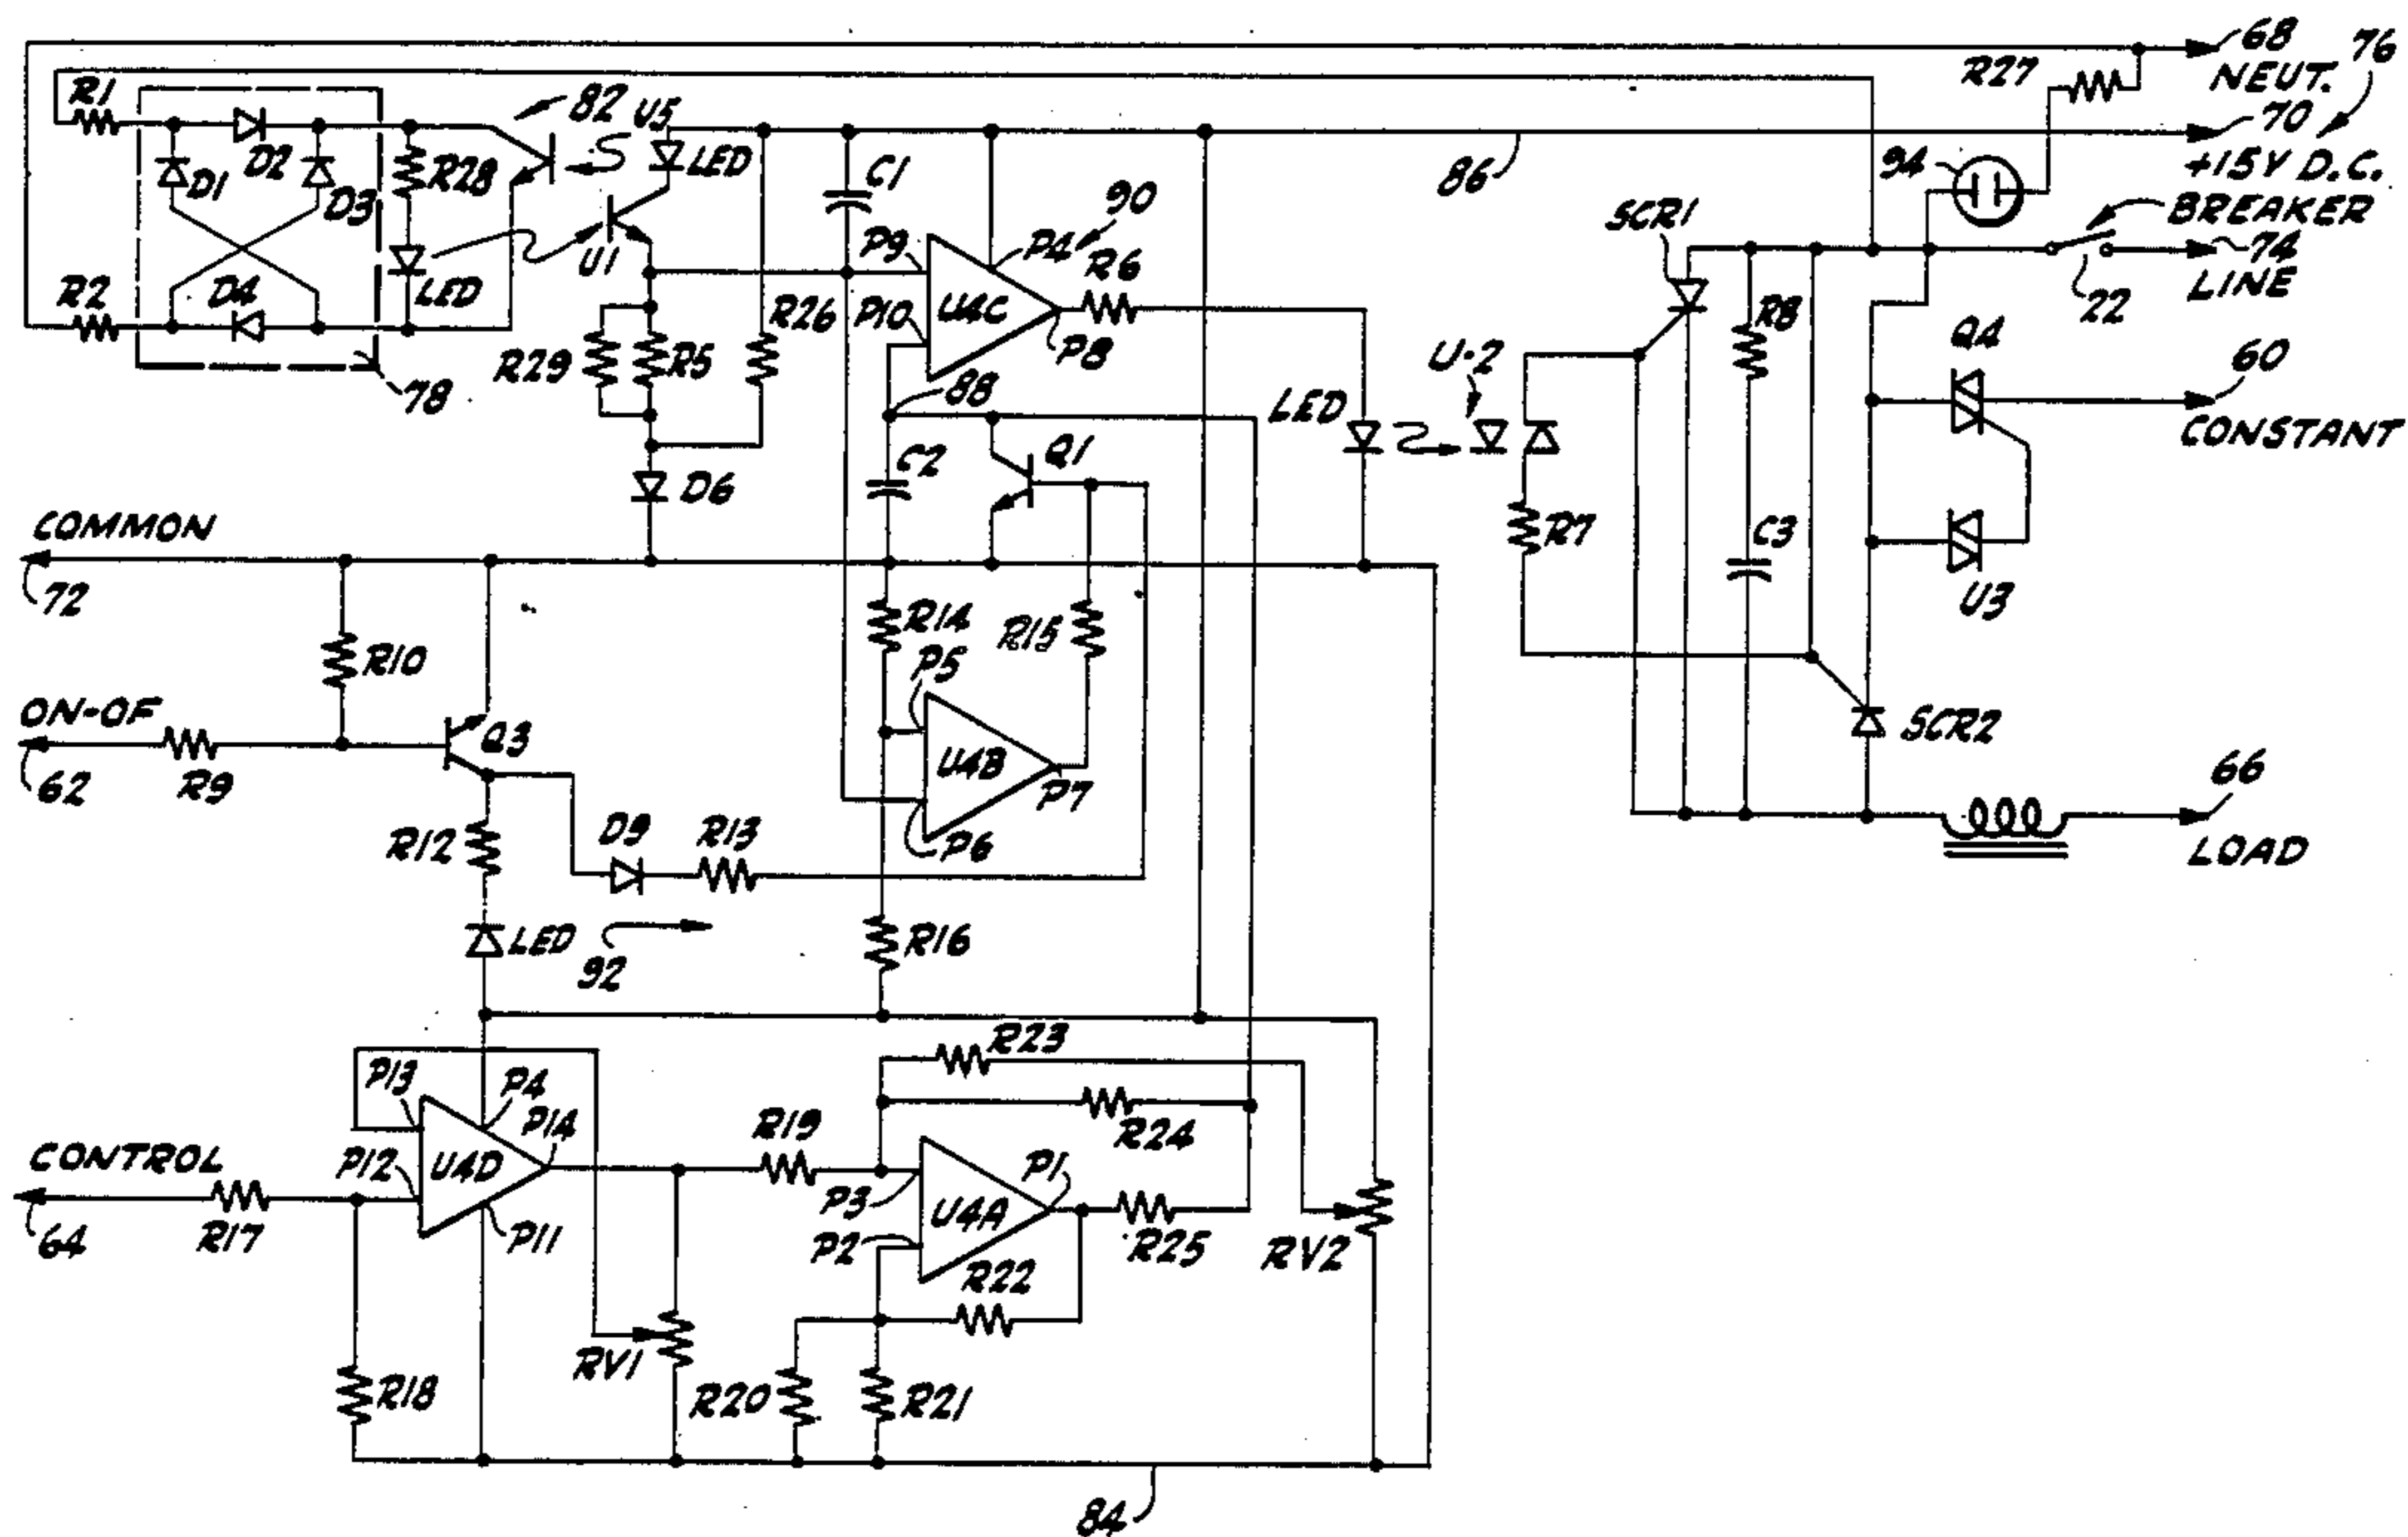 68
NEUT.
76
R27
70
+15V D.C.
R1
82
U5
LED
D1
D2
D3
R28
C1
90
86
94
BREAKER
SCR1
74
LINE
22
P9
P4
R6
U1
LED
R2
D4
R26
P10
U4C
P8
R8
Q4
60
CONSTANT
R29
R5
78
88
U-2
LED
C2
Q1
D6
COMMON
72
R7
C3
U3
R10
R14
R15
P5
ON-OF
62
R9
Q3
U4B
P7
P6
SCR2
66
LOAD
R12
D9
R13
LED
92
R16
R23
P13
P4
P14
R24
CONTROL
64
R17
P12
U4D
P11
R19
P3
U4A
P1
P2
R25
RV2
R22
R18
RV1
R20
R21
84